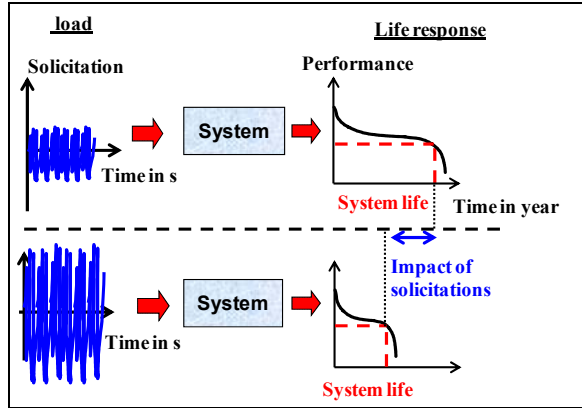 load
Life response
Solicitation
Performance
System
Time in s
System life
Time in year
Impact of
solicitations
System
Time in s
System life